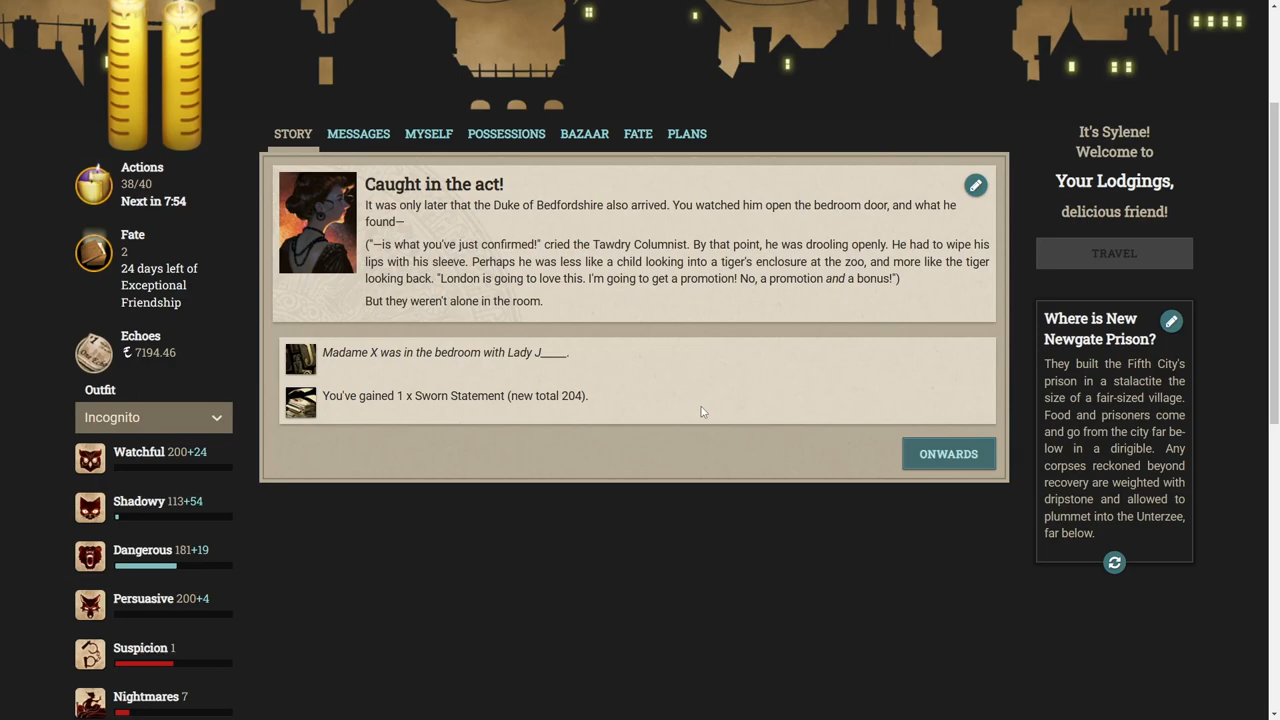 STORY MESSAGES MYSELF POSSESSIONS BAZAAR FATE PLANS
Actions
38/40
Next in 7:54
Fate
2
24 days left of
Exceptional
Friendship
Echoes
7194.46
Outfit
Incognito
Watchful 200+24
Shadowy 113+54
Dangerous 181+19
Persuasive 200+4
Suspicion 1
Nightmares 7
Caught in the act!
It was only later that the Duke of Bedfordshire also arrived. You watched him open the bedroom door, and what he
found—
("—is what you've just confirmed!" cried the Tawdry Columnist. By that point, he was drooling openly. He had to wipe his
lips with his sleeve. Perhaps he was less like a child looking into a tiger's enclosure at the zoo, and more like the tiger
looking back. "London is going to love this. I'm going to get a promotion! No, a promotion and a bonus!")
But they weren't alone in the room.
Madame X was in the bedroom with Lady J_____.
You've gained 1 x Sworn Statement (new total 204).
ONWARDS
It's Sylene!
Welcome to
Your Lodgings,
delicious friend!
TRAVEL
Where is New
Newgate Prison?
They built the Fifth City's
prison in a stalactite the
size of a fair-sized village.
Food and prisoners come
and go from the city far be-
low in a dirigible. Any
corpses reckoned beyond
recovery are weighted with
dripstone and allowed to
plummet into the Unterzee,
far below.